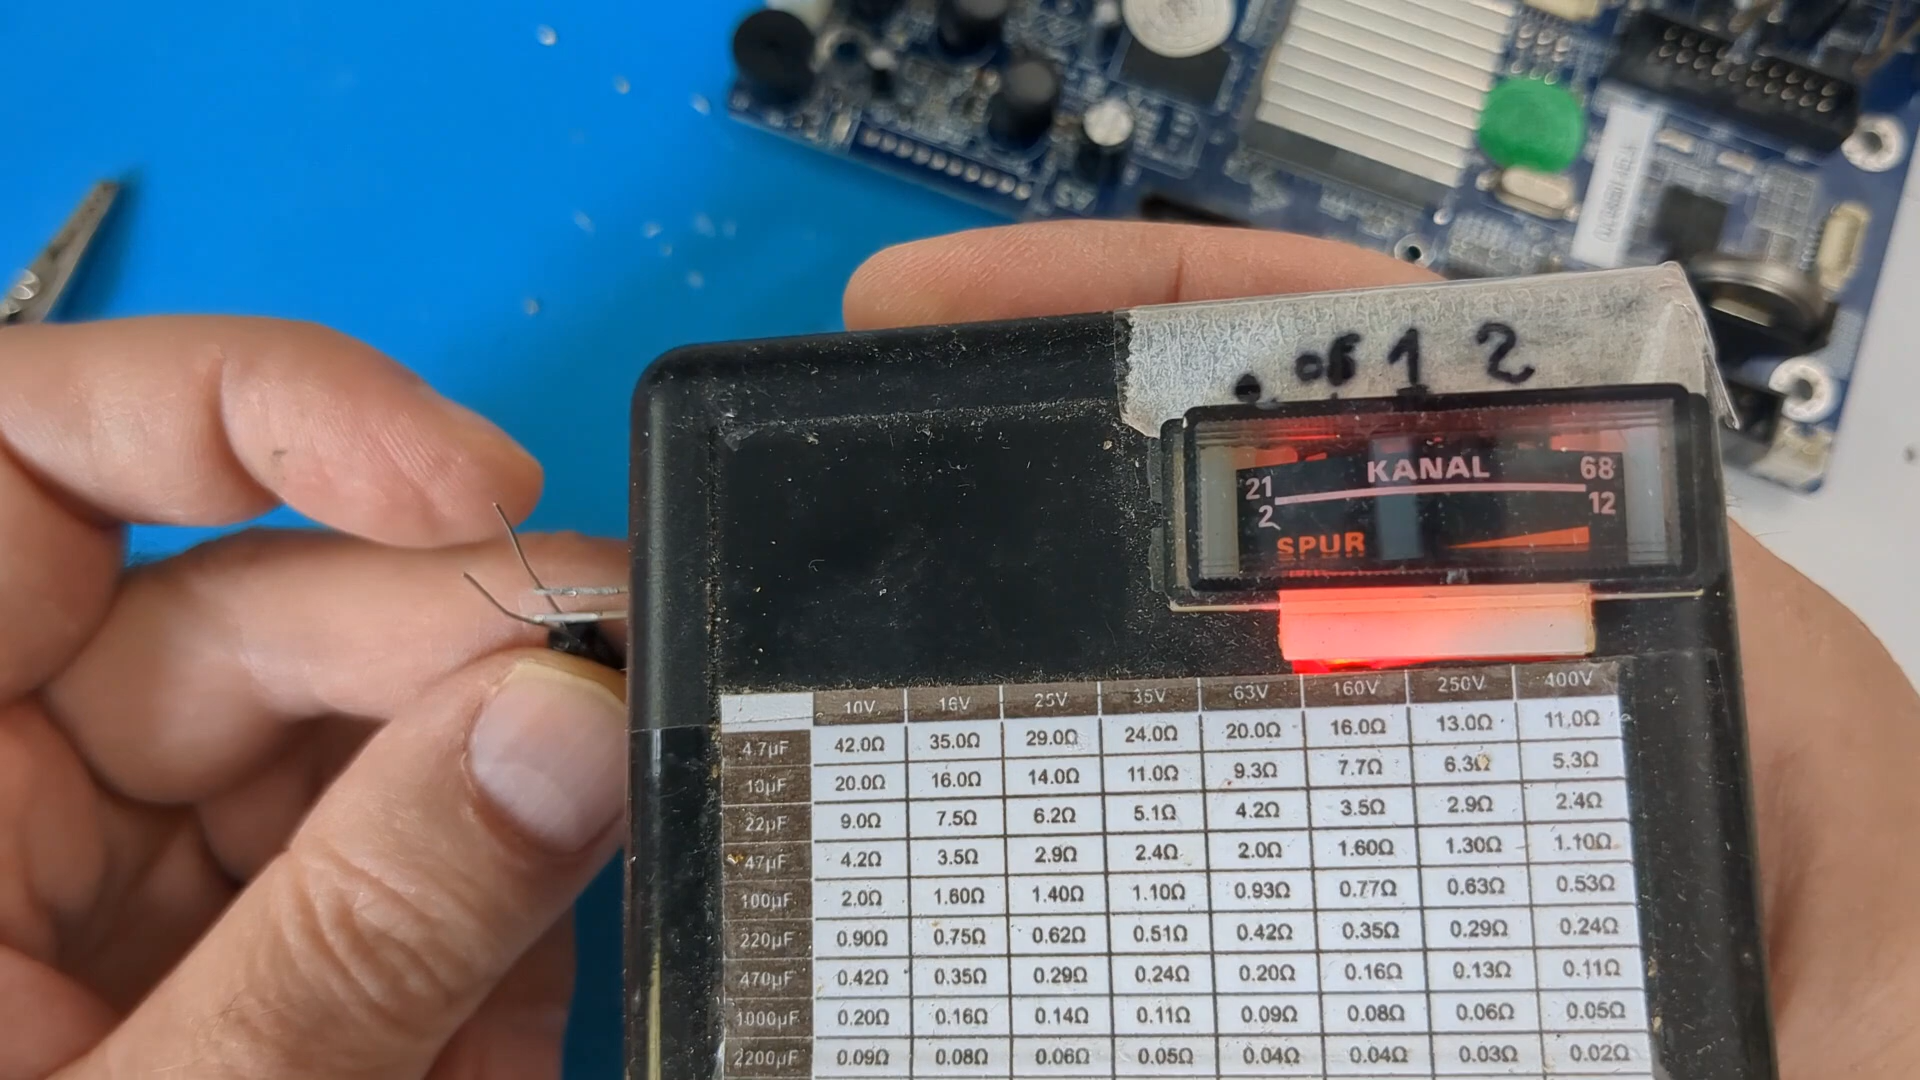 1 2
KANAL
21 68
2 12
SPUR
10V 16V 25V 35V 63V 160V 250V 400V
4.7µF 42.0Ω 35.0Ω 29.0Ω 24.0Ω 20.0Ω 16.0Ω 13.0Ω 11.0Ω
10µF 20.0Ω 16.0Ω 14.0Ω 11.0Ω 9.3Ω 7.7Ω 6.3Ω 5.3Ω
22µF 9.0Ω 7.5Ω 6.2Ω 5.1Ω 4.2Ω 3.5Ω 2.9Ω 2.4Ω
47µF 4.2Ω 3.5Ω 2.9Ω 2.4Ω 2.0Ω 1.60Ω 1.30Ω 1.10Ω
100µF 2.0Ω 1.60Ω 1.40Ω 1.10Ω 0.93Ω 0.77Ω 0.63Ω 0.53Ω
220µF 0.90Ω 0.75Ω 0.62Ω 0.51Ω 0.42Ω 0.35Ω 0.29Ω 0.24Ω
470µF 0.42Ω 0.35Ω 0.29Ω 0.24Ω 0.20Ω 0.16Ω 0.13Ω 0.11Ω
1000µF 0.20Ω 0.16Ω 0.14Ω 0.11Ω 0.09Ω 0.08Ω 0.06Ω 0.05Ω
2200µF 0.09Ω 0.08Ω 0.06Ω 0.05Ω 0.04Ω 0.04Ω 0.03Ω 0.02Ω